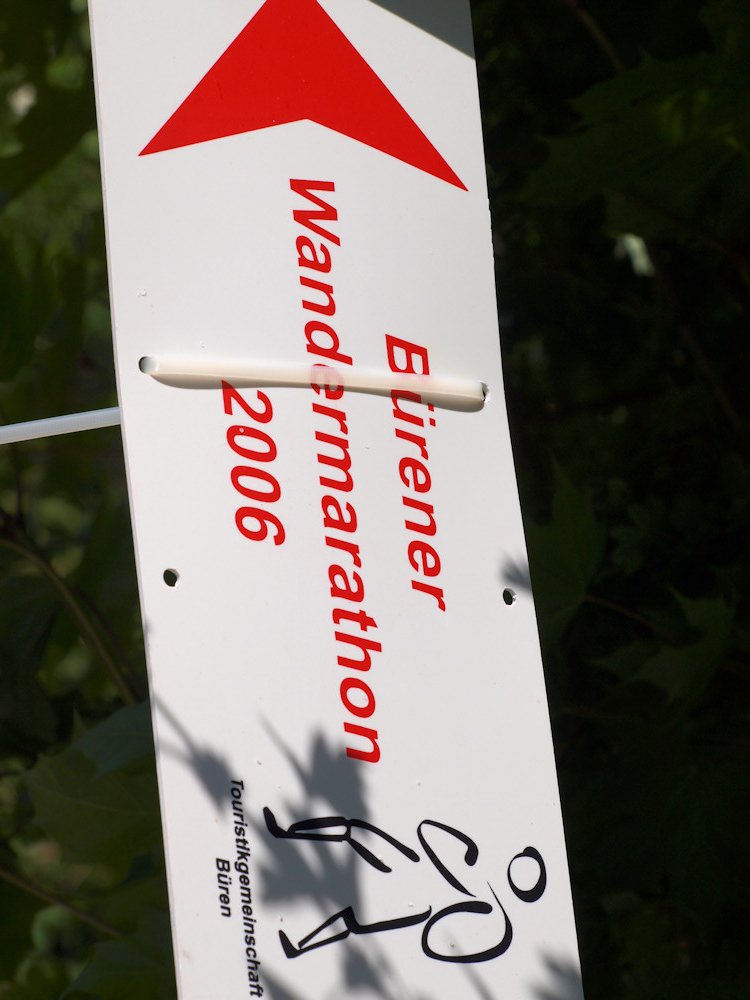 Bürener
Wandermarathon
2006
Touristikgemeinschaft
Büren